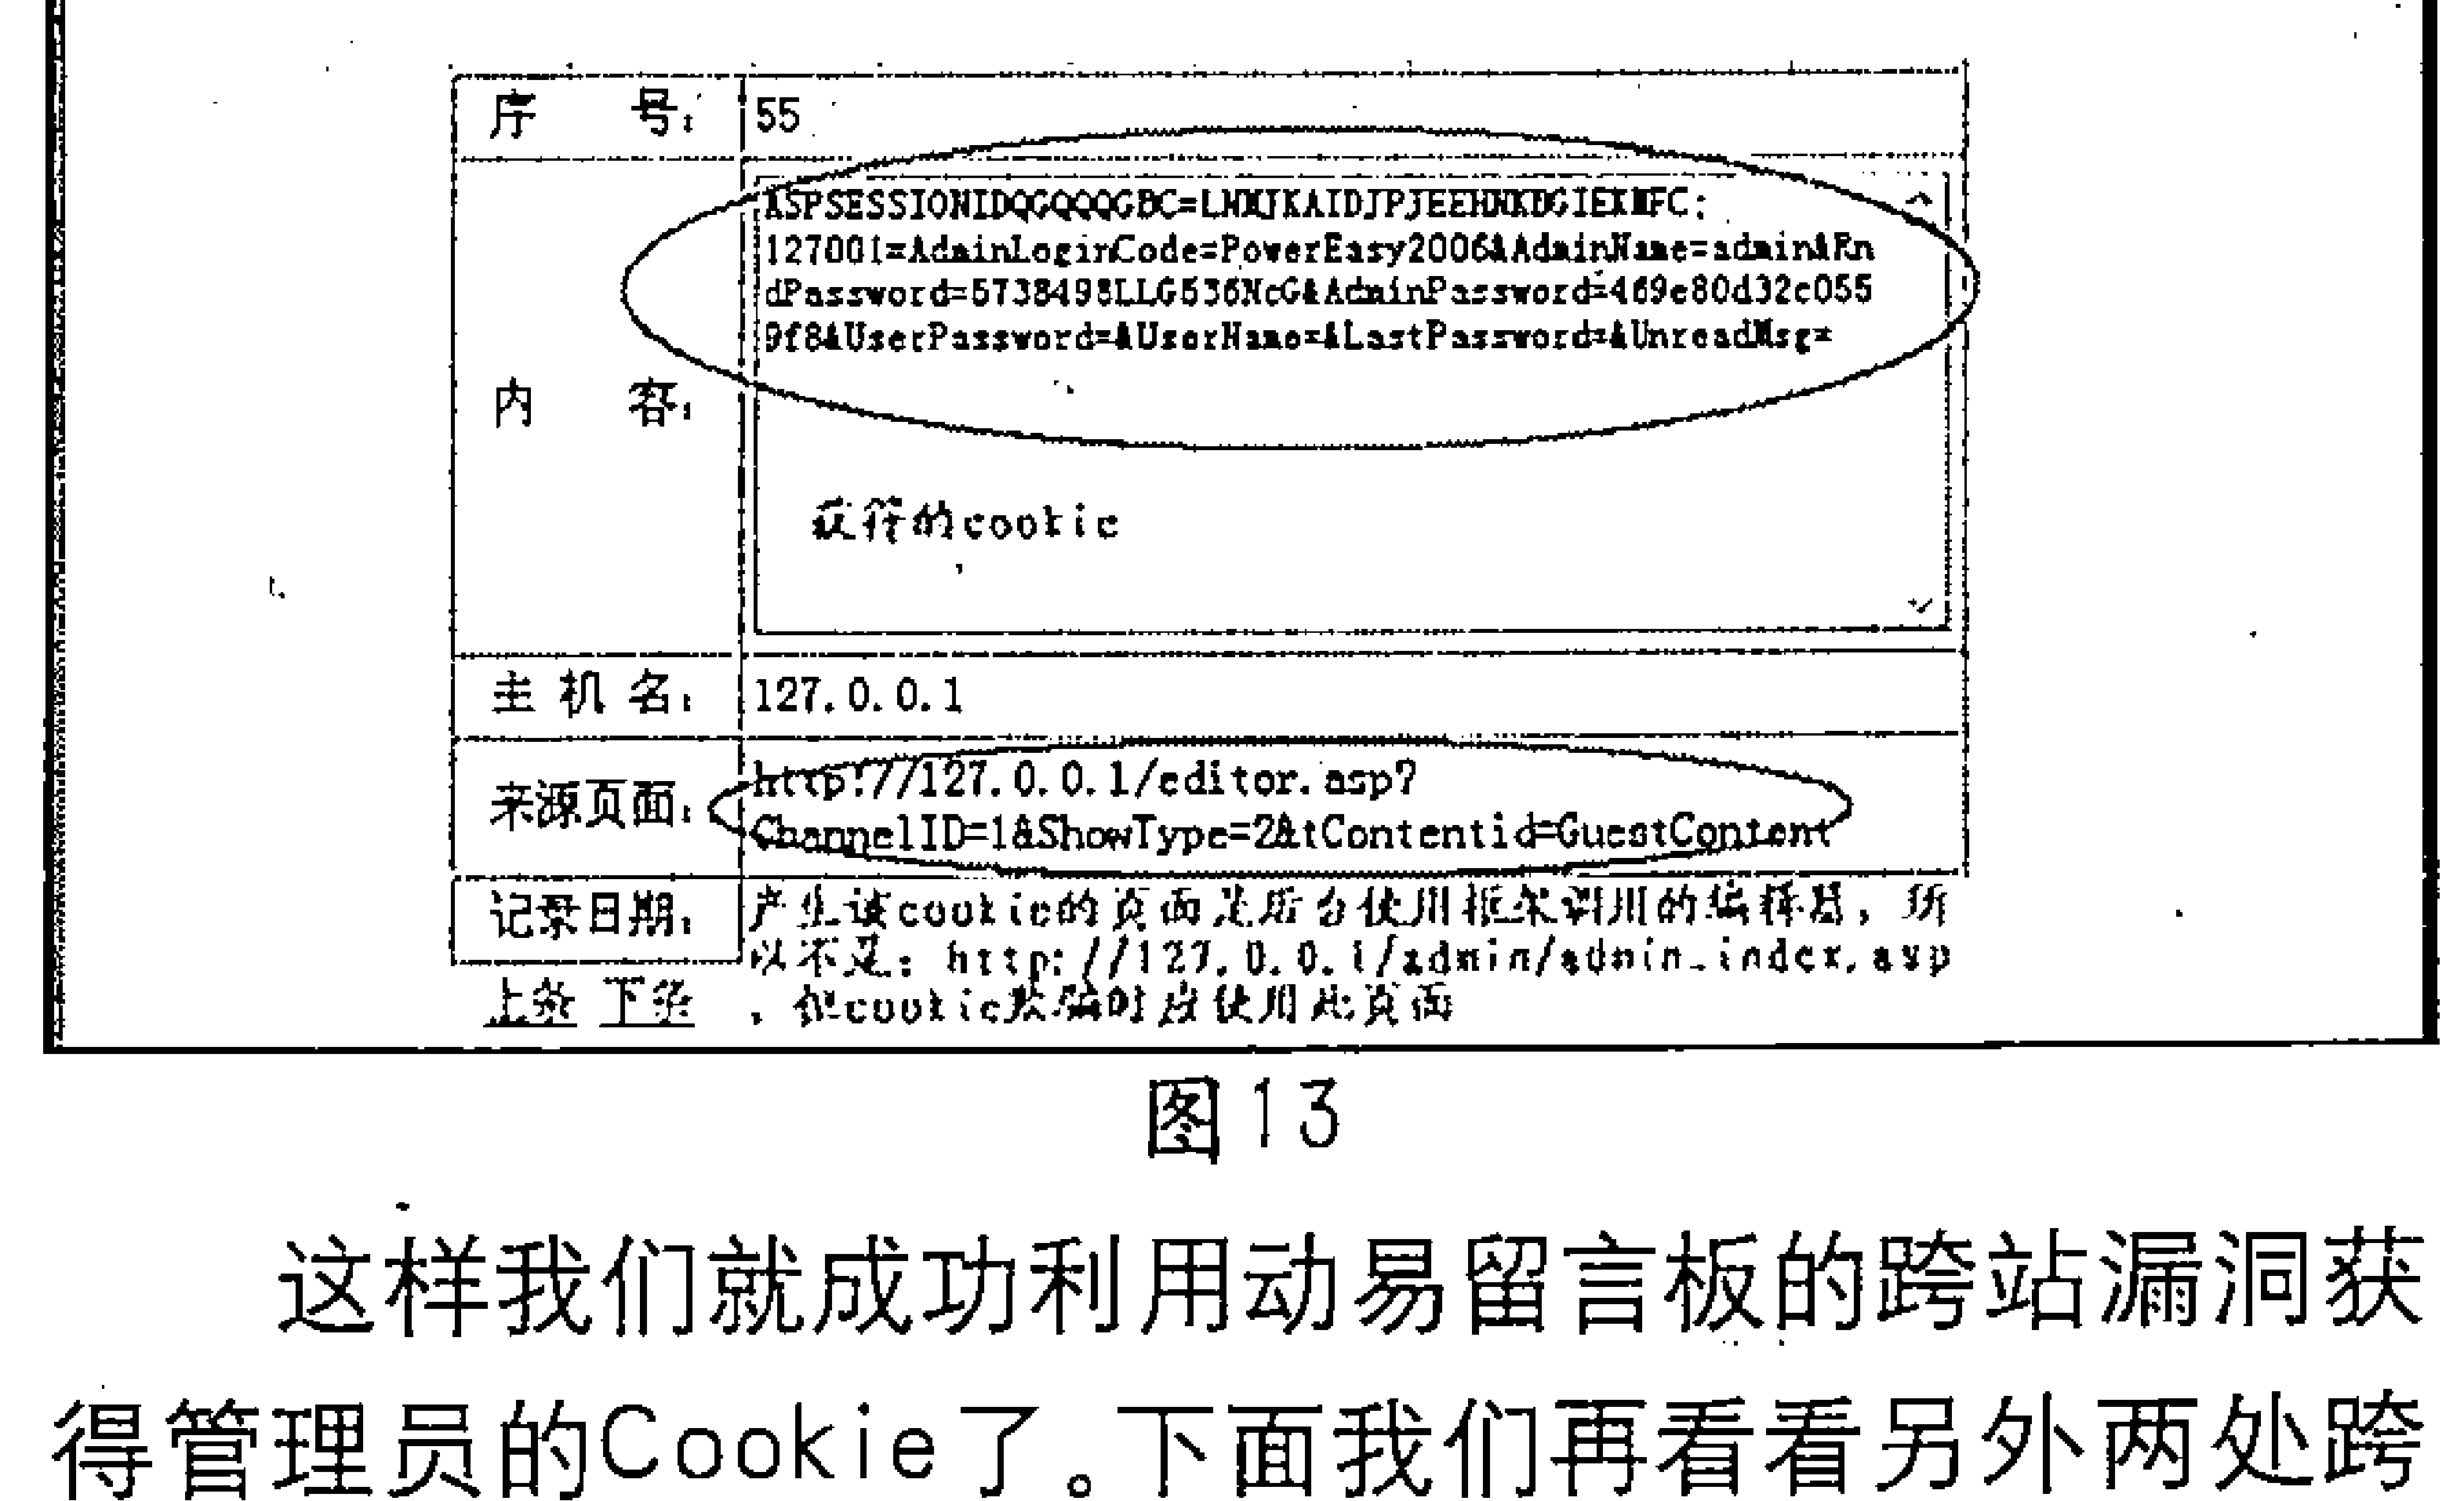 序 号： 55
127001=AdminLoginCode=PowerEasy2006&AdminName=admin&Rn
dPassword=5738498LLG536NcG&AdminPassword=469e80d32c055
9f8&UserPassword=&UserName=&LastPassword=&UnreadMsg=
内 容：
获得的cookie
主 机 名： 127.0.0.1
来源页面： http://127.0.0.1/editor.asp?
ChannelID=1&ShowType=2&tContentid=GuestContent
记录日期： 产生该cookie的页面是后台使用框架调用的编辑器，所
以不是：http://127.0.0.1/admin/admin_index.asp
上条 下条 ，但cookie欺骗时应使用此页面
图13
这样我们就成功利用动易留言板的跨站漏洞获
得管理员的Cookie了。下面我们再看看另外两处跨